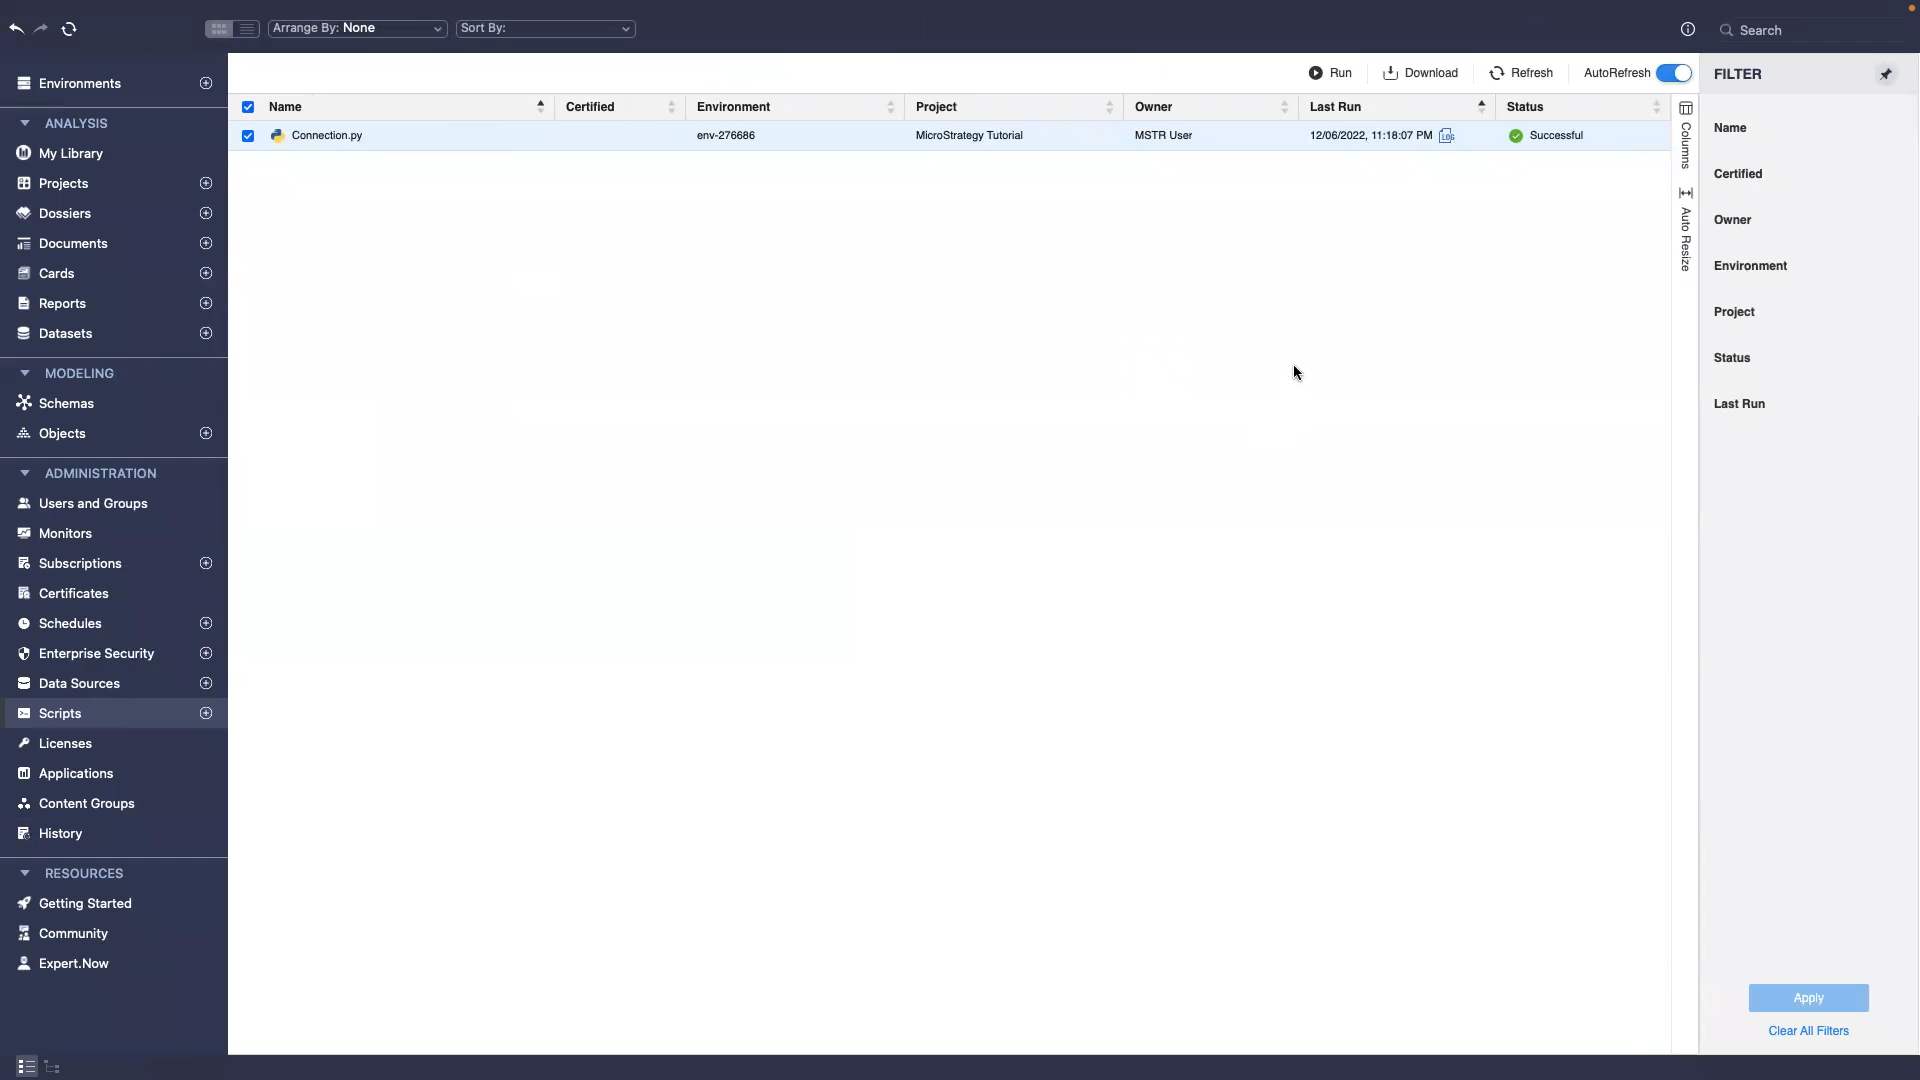 Arrange By: None
Sort By:
Search
Environments
ANALYSIS
My Library
Projects
Dossiers
Documents
Cards
Reports
Datasets
MODELING
Schemas
Objects
ADMINISTRATION
Users and Groups
Monitors
Subscriptions
Certificates
Schedules
Enterprise Security
Data Sources
Scripts
Licenses
Applications
Content Groups
History
RESOURCES
Getting Started
Community
Expert.Now
Run
Download
Refresh
AutoRefresh
Name Certified Environment Project Owner Last Run Status
Connection.py env-276686 MicroStrategy Tutorial MSTR User 12/06/2022, 11:18:07 PM LOG Successful
Columns
Auto Resize
FILTER
Name
Certified
Owner
Environment
Project
Status
Last Run
Apply
Clear All Filters